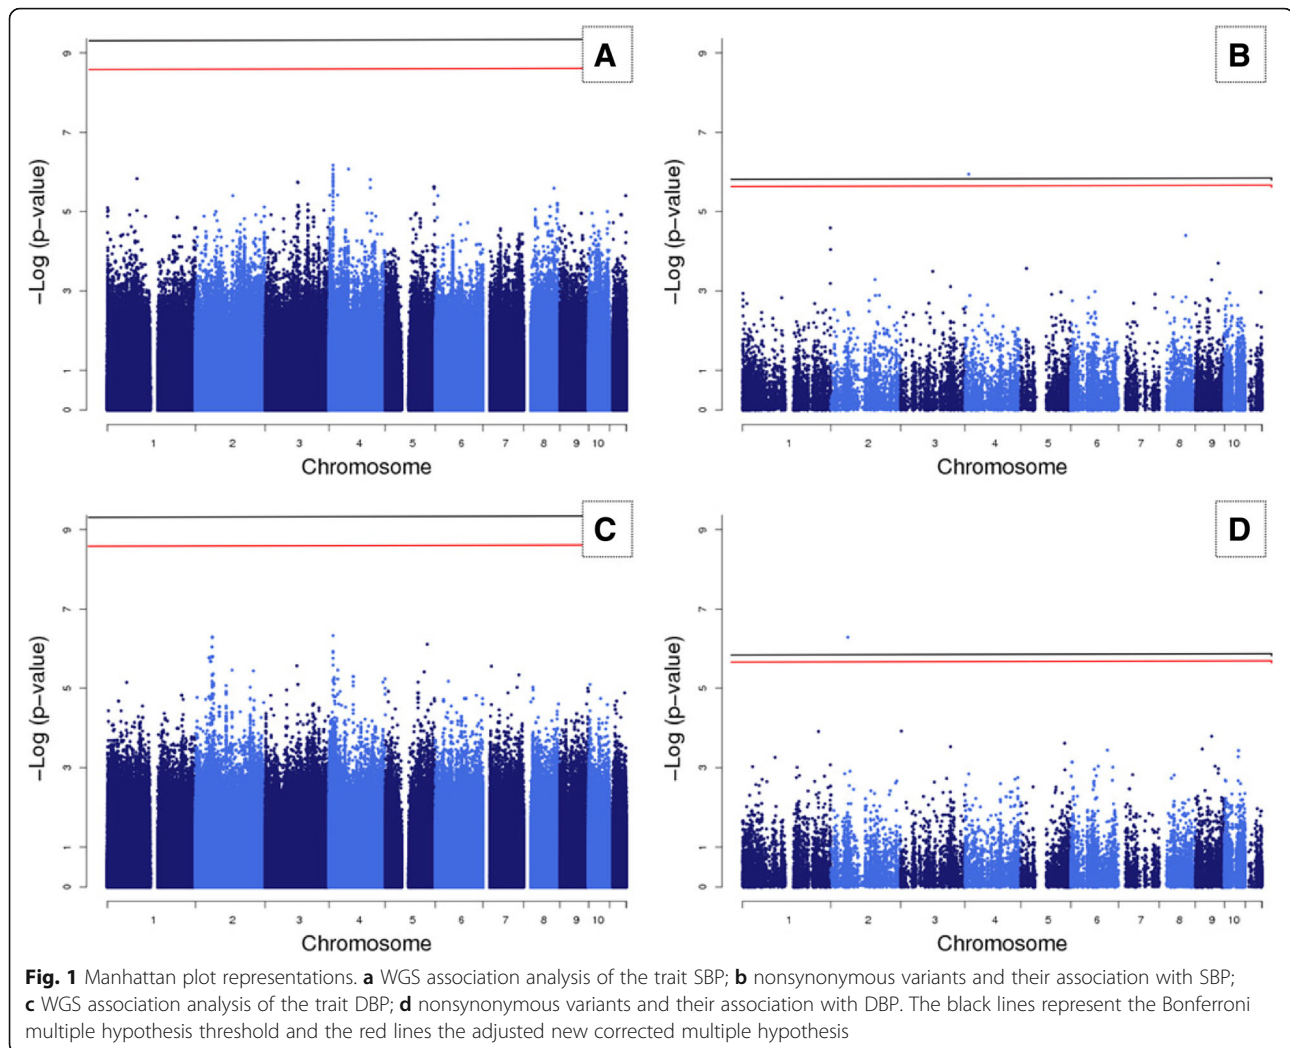 A
−Log (p−value)
9
7
5
3
1
0
1 2 3 4 5 6 7 8 9 10
Chromosome
B
−Log (p−value)
9
7
5
3
1
0
1 2 3 4 5 6 7 8 9 10
Chromosome
C
−Log (p−value)
9
7
5
3
1
0
1 2 3 4 5 6 7 8 9 10
Chromosome
D
−Log (p−value)
9
7
5
3
1
0
1 2 3 4 5 6 7 8 9 10
Chromosome
Fig. 1 Manhattan plot representations. a WGS association analysis of the trait SBP; b nonsynonymous variants and their association with SBP;
c WGS association analysis of the trait DBP; d nonsynonymous variants and their association with DBP. The black lines represent the Bonferroni
multiple hypothesis threshold and the red lines the adjusted new corrected multiple hypothesis